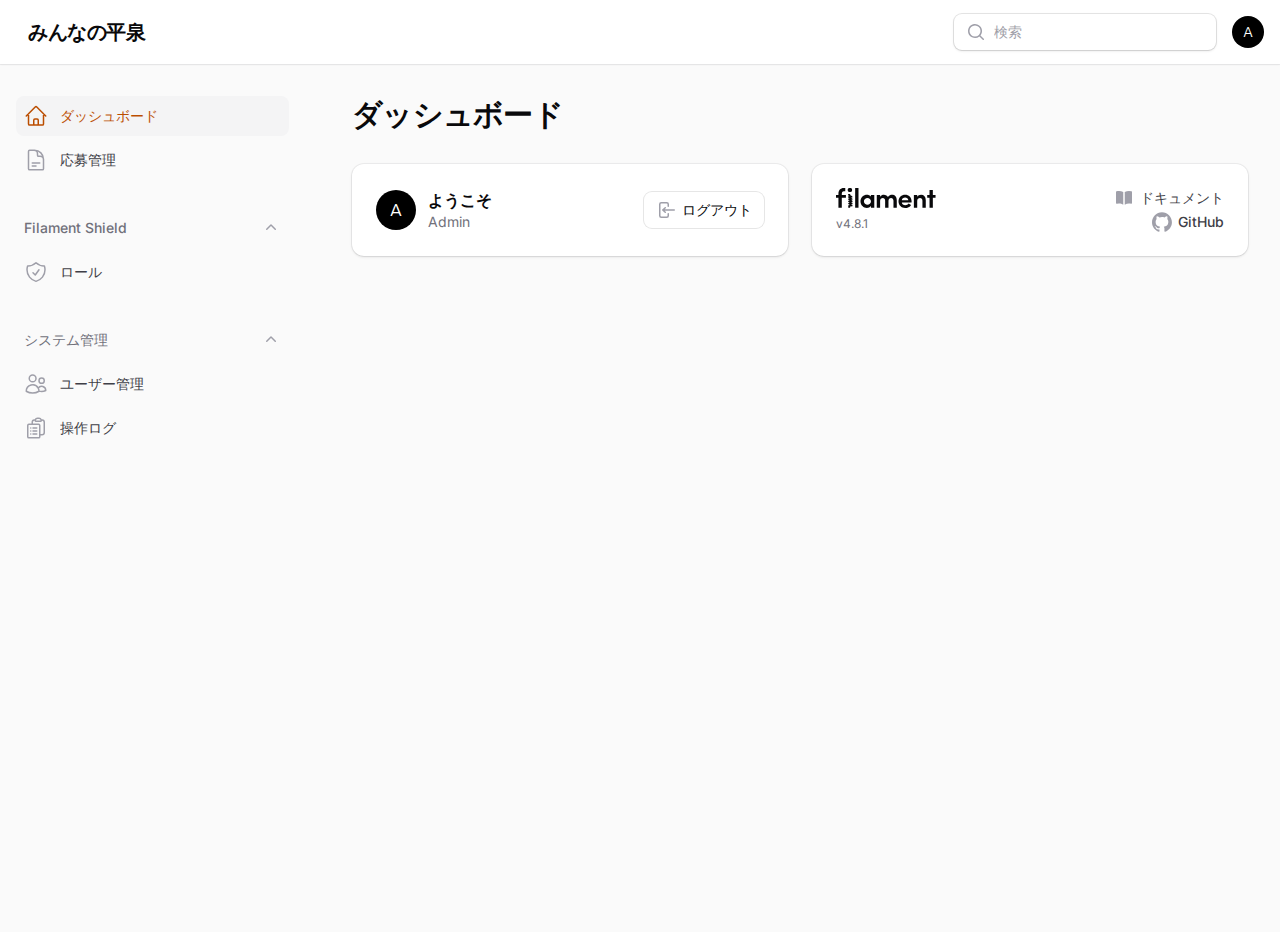 みんなの平泉
検索
A
ダッシュボード
応募管理
Filament Shield
ロール
システム管理
ユーザー管理
操作ログ
ダッシュボード
A
ようこそ
Admin
ログアウト
filament
v4.8.1
ドキュメント
GitHub